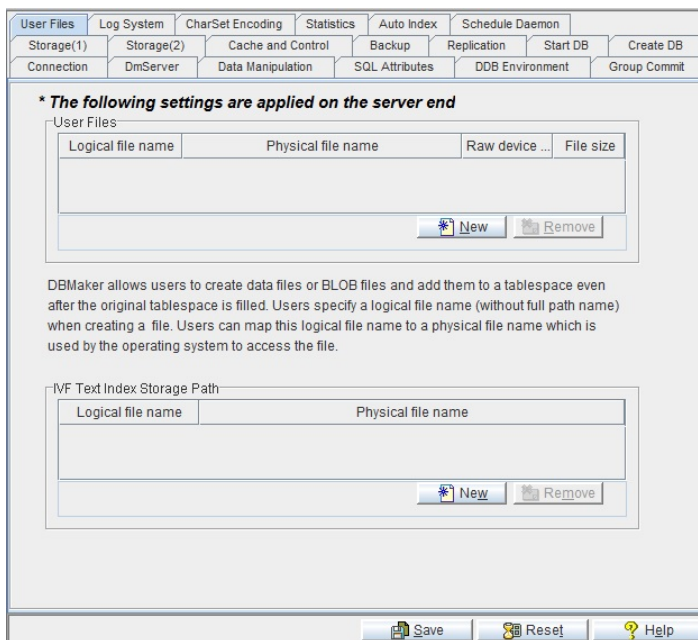 User Files Log System CharSet Encoding Statistics Auto Index Schedule Daemon
Storage(1) Storage(2) Cache and Control Backup Replication Start DB Create DB
Connection DmServer Data Manipulation SQL Attributes DDB Environment Group Commit
* The following settings are applied on the server end
User Files
Logical file name Physical file name Raw device ... File size
New Remove
DBMaker allows users to create data files or BLOB files and add them to a tablespace even
after the original tablespace is filled. Users specify a logical file name (without full path name)
when creating a file. Users can map this logical file name to a physical file name which is
used by the operating system to access the file.
IVF Text Index Storage Path
Logical file name Physical file name
New Remove
Save Reset Help